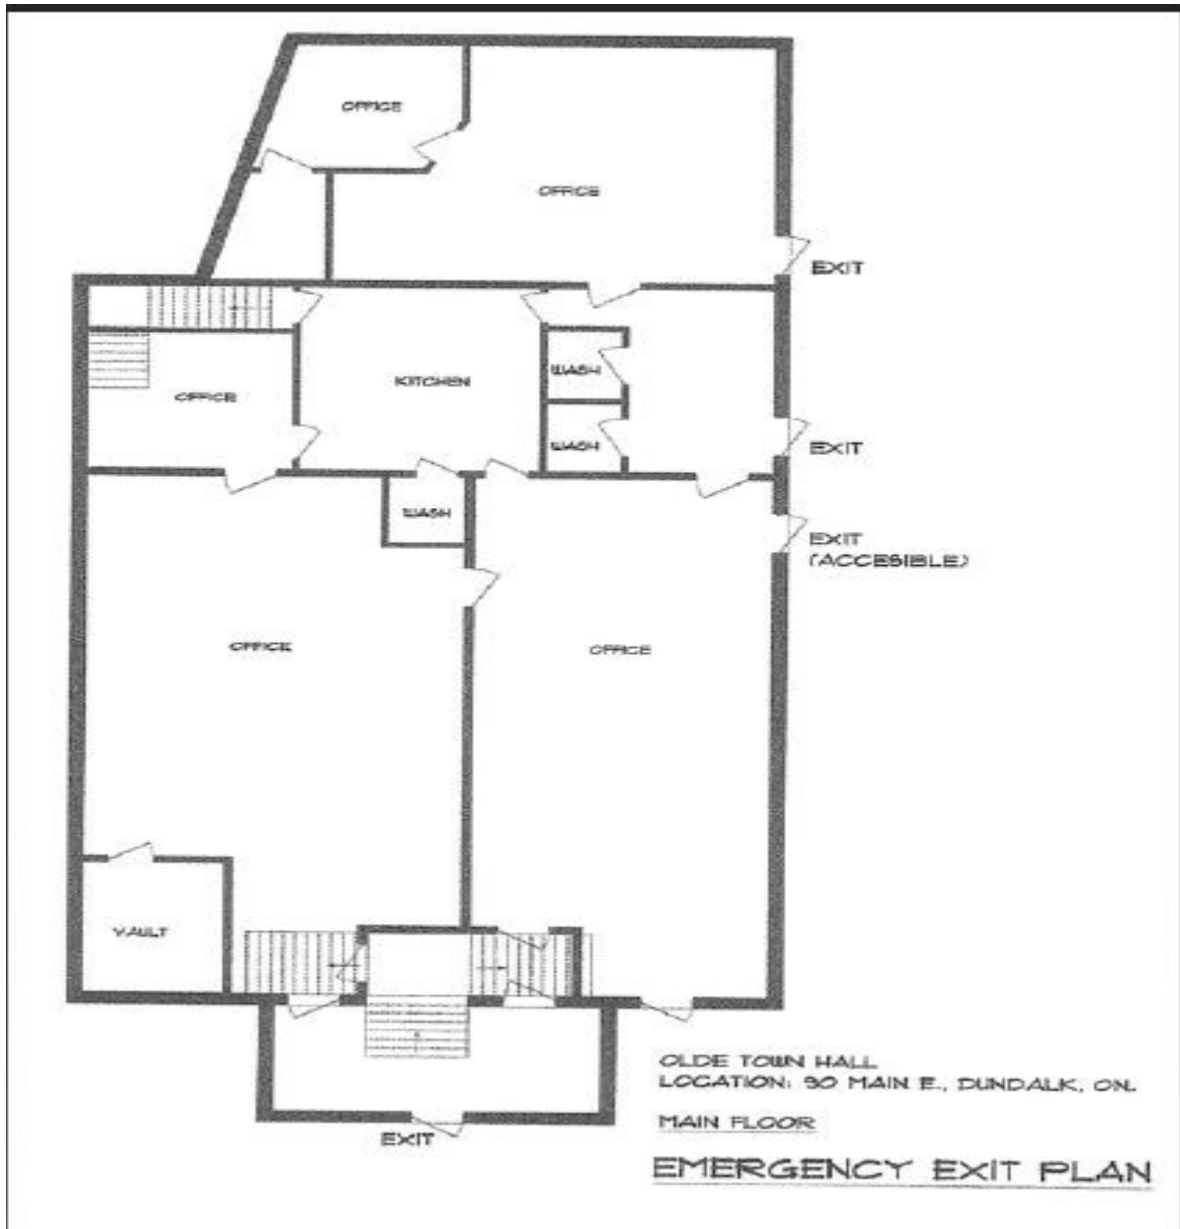 OFFICE
OFFICE
EXIT
WASH
KITCHEN
OFFICE
WASH
EXIT
WASH
EXIT
(ACCESIBLE)
OFFICE
OFFICE
VAULT
OLDE TOWN HALL
LOCATION: 90 MAIN E., DUNDALK, ON.
MAIN FLOOR
EXIT
EMERGENCY EXIT PLAN